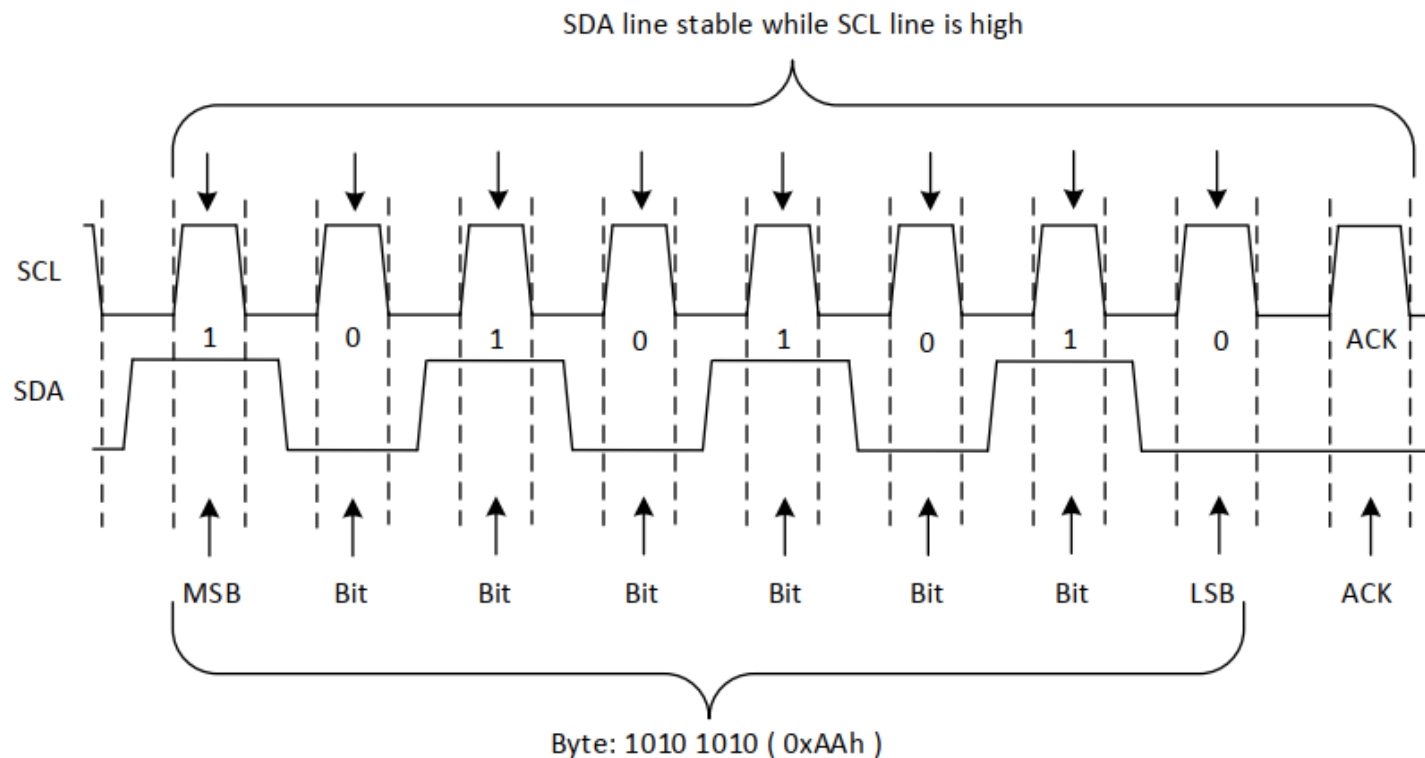 SDA line stable while SCL line is high
SCL
1 0 1 0 1 0 1 0 ACK
SDA
MSB Bit Bit Bit Bit Bit Bit LSB ACK
Byte: 1010 1010 ( 0xAAh )